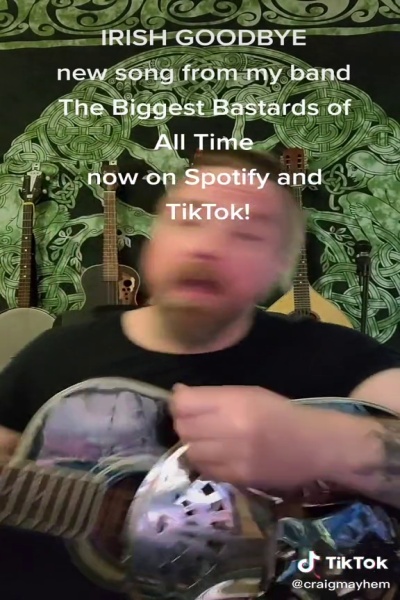 IRISH GOODBYE
new song from my band
The Biggest Bastards of
All Time
now on Spotify and
TikTok!
TikTok
@craigmayhem